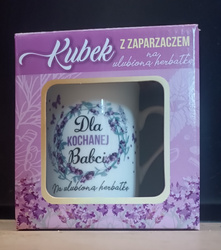 Kubek
Z ZAPARZACZEM
na
ulubioną herbatkę
Dla
KOCHANEJ
Babci
Na ulubioną herbatkę